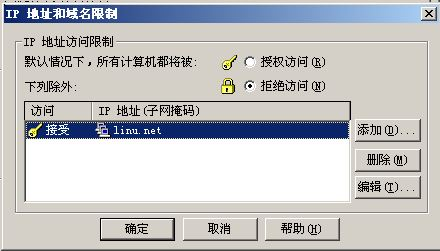 IP 地址和域名限制
IP 地址访问限制
默认情况下，所有计算机都将被: 授权访问(R)
下列除外: 拒绝访问(N)
访问 IP 地址(子网掩码)
接受 linu.net
添加(D)...
删除(M)
编辑(T)...
确定 取消 帮助(H)